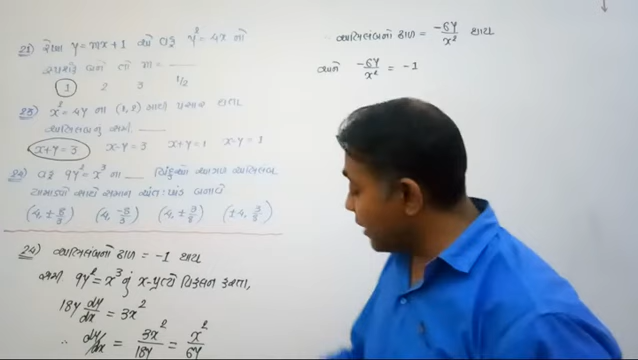 21) રેખા y = mx + 1 એ વક્ર y² = 4x નો
સ્પર્શક બને તો m = ____
1 2 3 1/2
23) x² = 4y ના (1, 2) માંથી પસાર થતા
અભિલંબનું સમી. ____
x+y = 3 x-y = 3 x+y = 1 x-y = 1
24) વક્ર 9y² = x³ ના ____ બિંદુઓ આગળ અભિલંબ
અક્ષો સાથે સમાન અંત:ખંડ બનાવે
(4, ± 8/3) (4, -8/3) (4, ± 3/8) (±4, 3/8)
24) અભિલંબનો ઢાળ = -1 થાય
સમી 9y² = x³ નું x-પ્રત્યે વિકલન કરતા,
18y dy/dx = 3x²
∴ dy/dx = 3x²/18y = x²/6y
અભિલંબનો ઢાળ = -6y/x² થાય
અને -6y/x² = -1